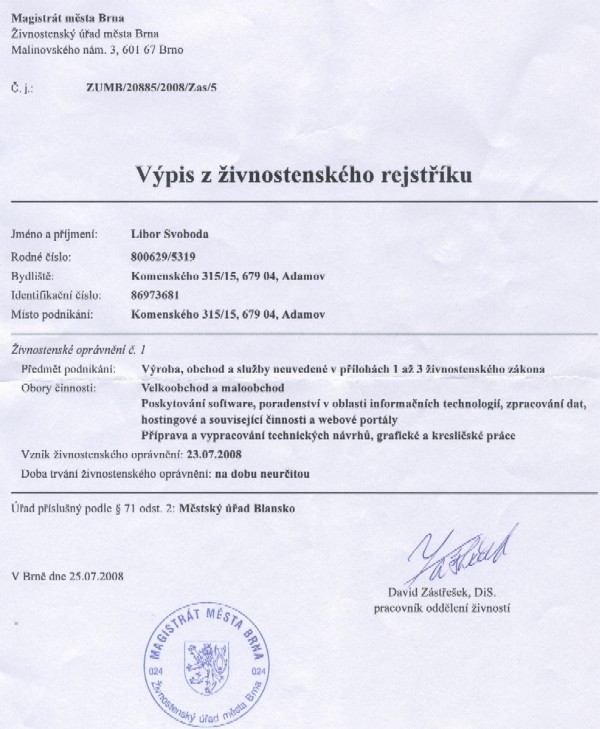 Magistrát města Brna
Živnostenský úřad města Brna
Malinovského nám. 3, 601 67 Brno
Č. j.: ZUMB/20885/2008/Zas/5
Výpis z živnostenského rejstříku
Jméno a příjmení: Libor Svoboda
Rodné číslo: 800629/5319
Bydliště: Komenského 315/15, 679 04, Adamov
Identifikační číslo: 86973681
Místo podnikání: Komenského 315/15, 679 04, Adamov
Živnostenské oprávnění č. 1
Předmět podnikání: Výroba, obchod a služby neuvedené v přílohách 1 až 3 živnostenského zákona
Obory činnosti: Velkoobchod a maloobchod
Poskytování software, poradenství v oblasti informačních technologií, zpracování dat,
hostingové a související činnosti a webové portály
Příprava a vypracování technických návrhů, grafické a kresličské práce
Vznik živnostenského oprávnění: 23.07.2008
Doba trvání živnostenského oprávnění: na dobu neurčitou
Úřad příslušný podle § 71 odst. 2: Městský úřad Blansko
V Brně dne 25.07.2008
David Zástřešek, DiS.
pracovník oddělení živností
MAGISTRÁT MĚSTA BRNA
024 024
Živnostenský úřad města Brna